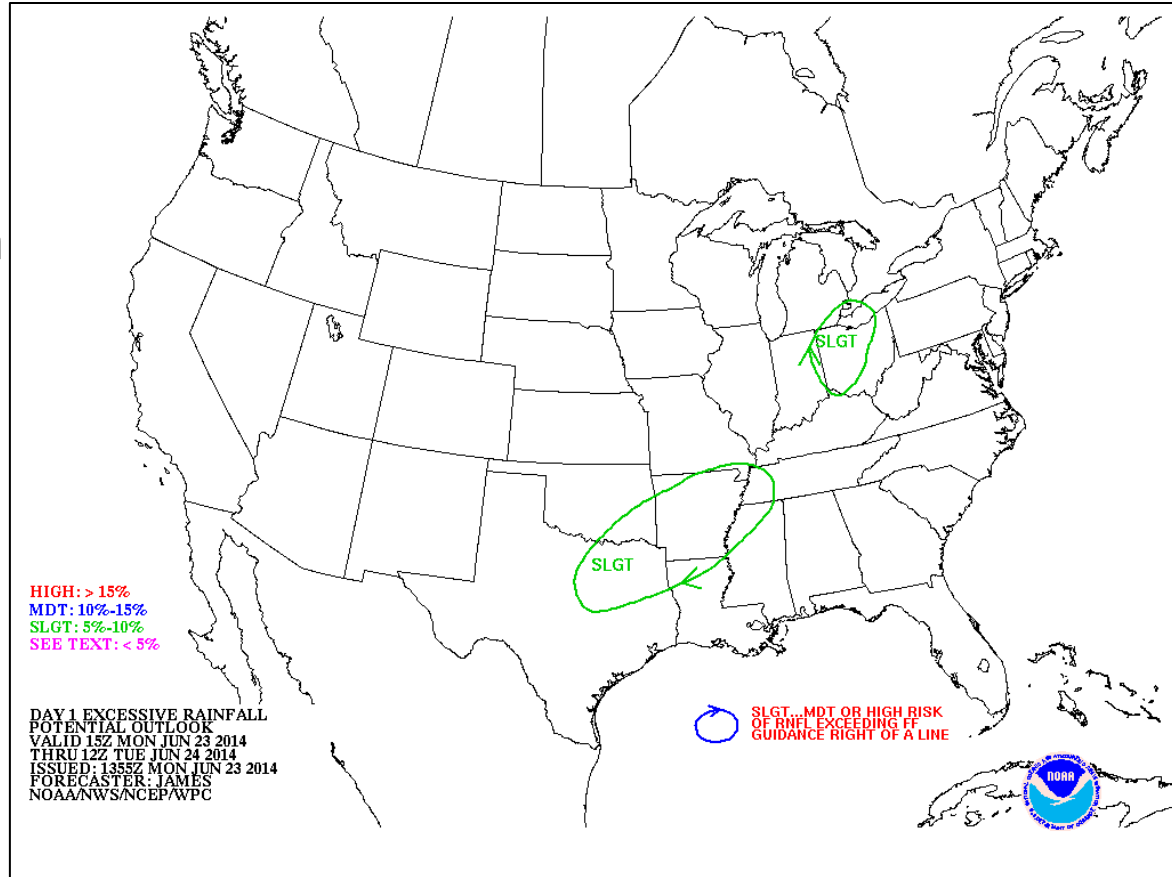 SLGT
SLGT
HIGH: > 15%
MDT: 10%-15%
SLGT: 5%-10%
SEE TEXT: < 5%
DAY 1 EXCESSIVE RAINFALL
POTENTIAL OUTLOOK
VALID 15Z MON JUN 23 2014
THRU 12Z TUE JUN 24 2014
ISSUED: 1355Z MON JUN 23 2014
FORECASTER: JAMES
NOAA/NWS/NCEP/WPC
SLGT...MDT OR HIGH RISK
OF RNFL EXCEEDING FF
GUIDANCE RIGHT OF A LINE
NOAA